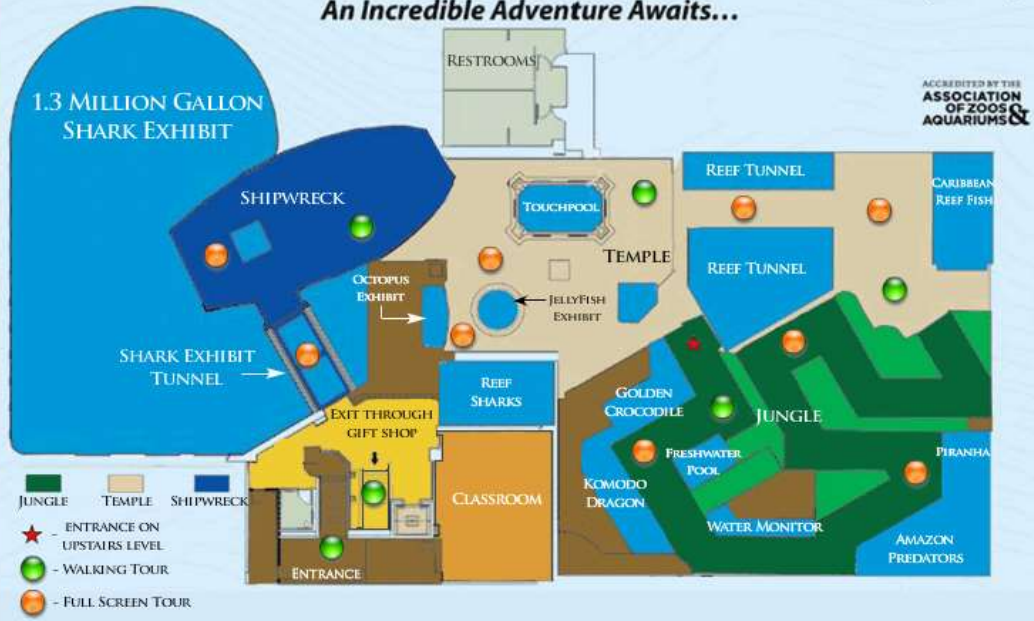 An Incredible Adventure Awaits...
ACCREDITED BY THE
ASSOCIATION
OF ZOOS
AQUARIUMS &
1.3 MILLION GALLON
SHARK EXHIBIT
RESTROOMS
SHIPWRECK
TOUCHPOOL
TEMPLE
REEF TUNNEL
CARIBBEAN
REEF FISH
REEF TUNNEL
OCTOPUS
EXHIBIT
JELLYFISH
EXHIBIT
SHARK EXHIBIT
TUNNEL
REEF
SHARKS
EXIT THROUGH
GIFT SHOP
GOLDEN
CROCODILE
JUNGLE
FRESHWATER
POOL
PIRANHA
KOMODO
DRAGON
CLASSROOM
WATER MONITOR
AMAZON
PREDATORS
ENTRANCE
JUNGLE TEMPLE SHIPWRECK
- ENTRANCE ON
UPSTAIRS LEVEL
- WALKING TOUR
- FULL SCREEN TOUR